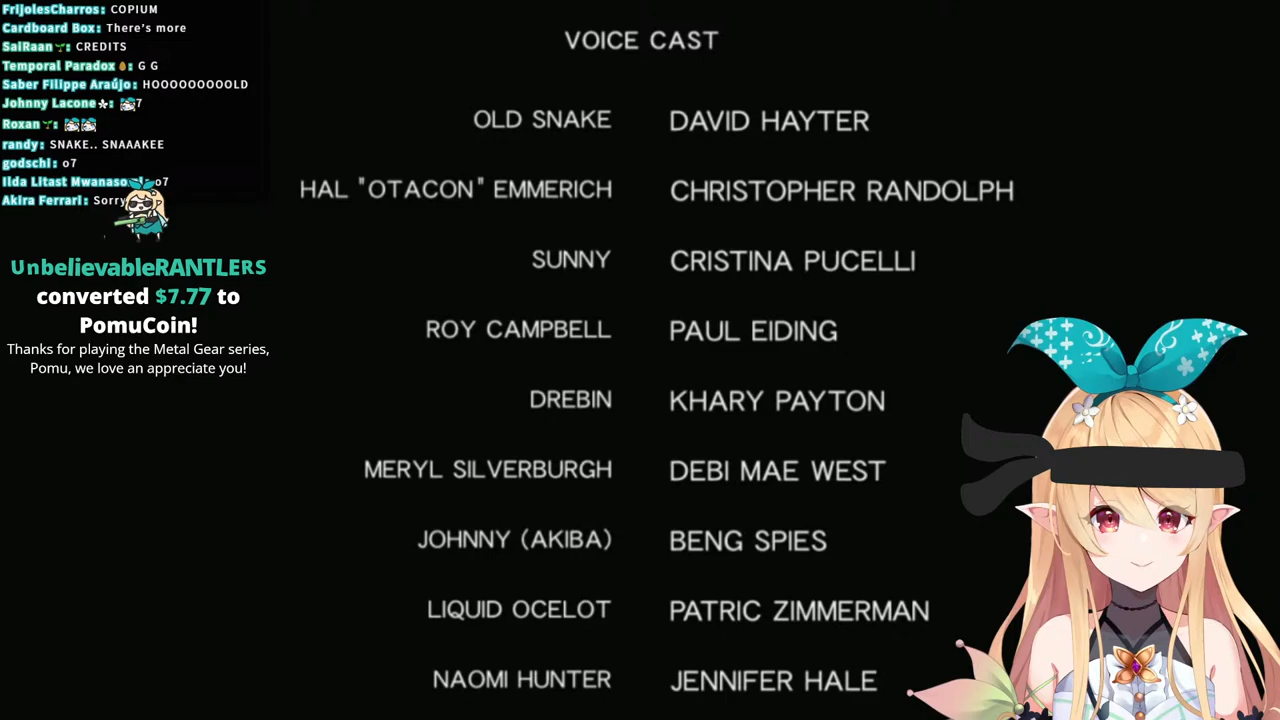 FrijolesCharros: COPIUM
Cardboard Box: There's more
SaiRaan: CREDITS
Temporal Paradox: G G
Saber Filippe Araújo: HOOOOOOOOOLD
Johnny Lacone: 7
Roxan:
randy: SNAKE.. SNAAAKEE
godschi: o7
Ilda Litast Mwanaso o7
Akira Ferrari: Sorry
UnbelievableRANTLERS
converted $7.77 to
PomuCoin!
Thanks for playing the Metal Gear series,
Pomu, we love an appreciate you!
VOICE CAST
OLD SNAKE DAVID HAYTER
HAL "OTACON" EMMERICH CHRISTOPHER RANDOLPH
SUNNY CRISTINA PUCELLI
ROY CAMPBELL PAUL EIDING
DREBIN KHARY PAYTON
MERYL SILVERBURGH DEBI MAE WEST
JOHNNY (AKIBA) BENG SPIES
LIQUID OCELOT PATRIC ZIMMERMAN
NAOMI HUNTER JENNIFER HALE